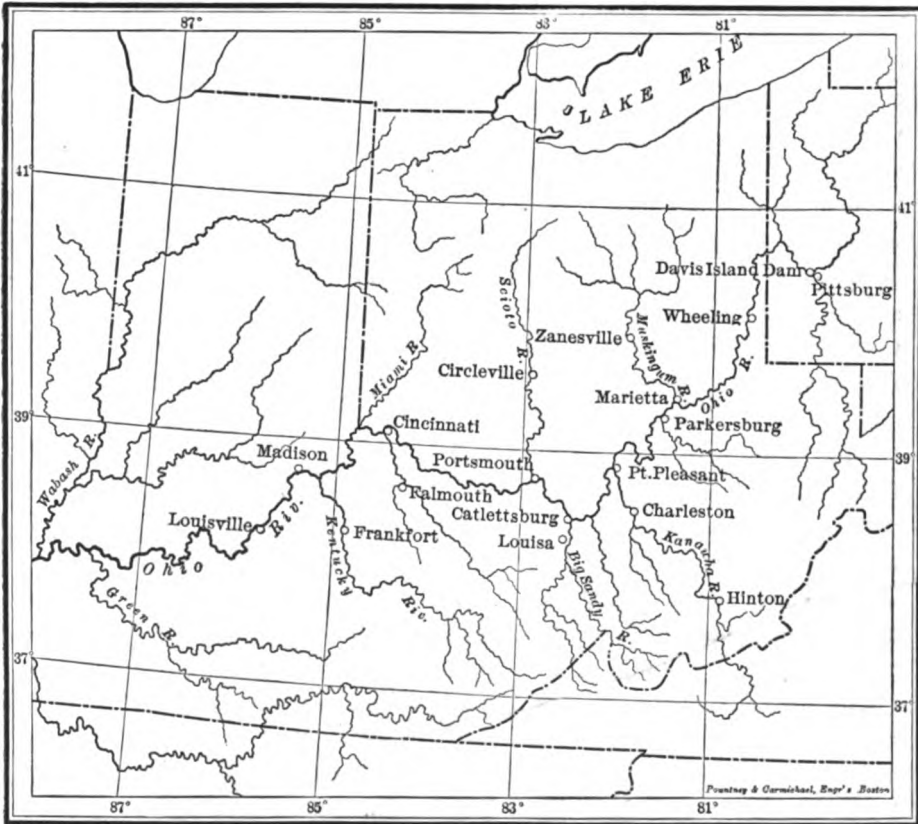 87° 85° 83° 81°
LAKE ERIE
41° 41°
Davis Island Dam
Pittsburg
Scioto R.
Zanesville
Wheeling
Muskingum R.
Miami R.
Circleville
Marietta
Ohio R.
Parkersburg
39° 39°
Cincinnati
Madison
Portsmouth
Wabash R.
Pt. Pleasant
Falmouth
Louisville
Riv.
Catlettsburg
Charleston
Frankfort
Louisa
Kanauha R.
Ohio
Kentucky Riv.
Big Sandy R.
Hinton
Green R.
37° 37°
Pountney & Carmichael, Engr's Boston
87° 85° 83° 81°